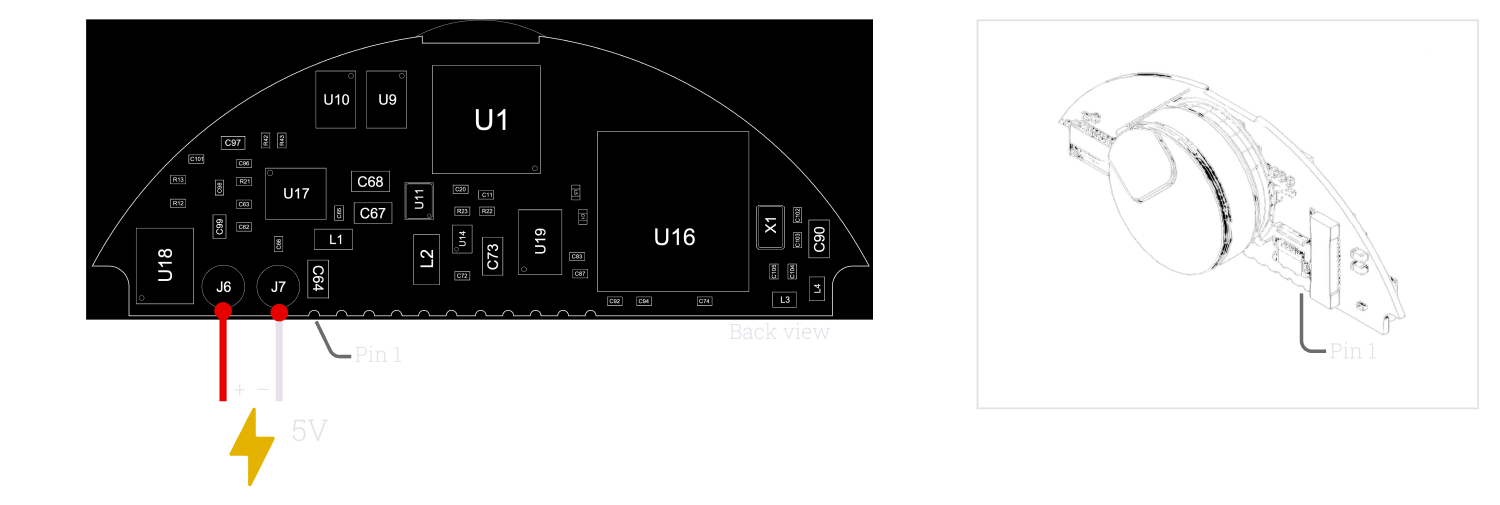 U10 U9 U1
C97 R42 R43
C101 C96
R13 C98 R21 U17 C68 U11 C20 C11
R12 C63 C65 C67 R23 R22 U16 X1 C102
C99 C62 L1 U14 C73 U19 C103 C90
U18 L2 C83
J6 J7 C64 C72 C87 C105 C104 L4
C92 C94 C74 L3
Back view
Pin 1
Pin 1
+ −
5V